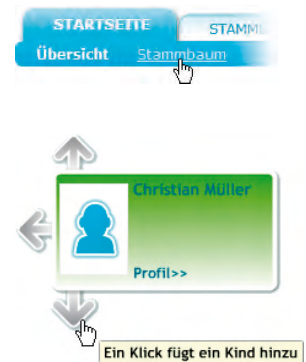 STARTSEITE STAMM
Übersicht Stammbaum
Christian Müller
Profil>>
Ein Klick fügt ein Kind hinzu